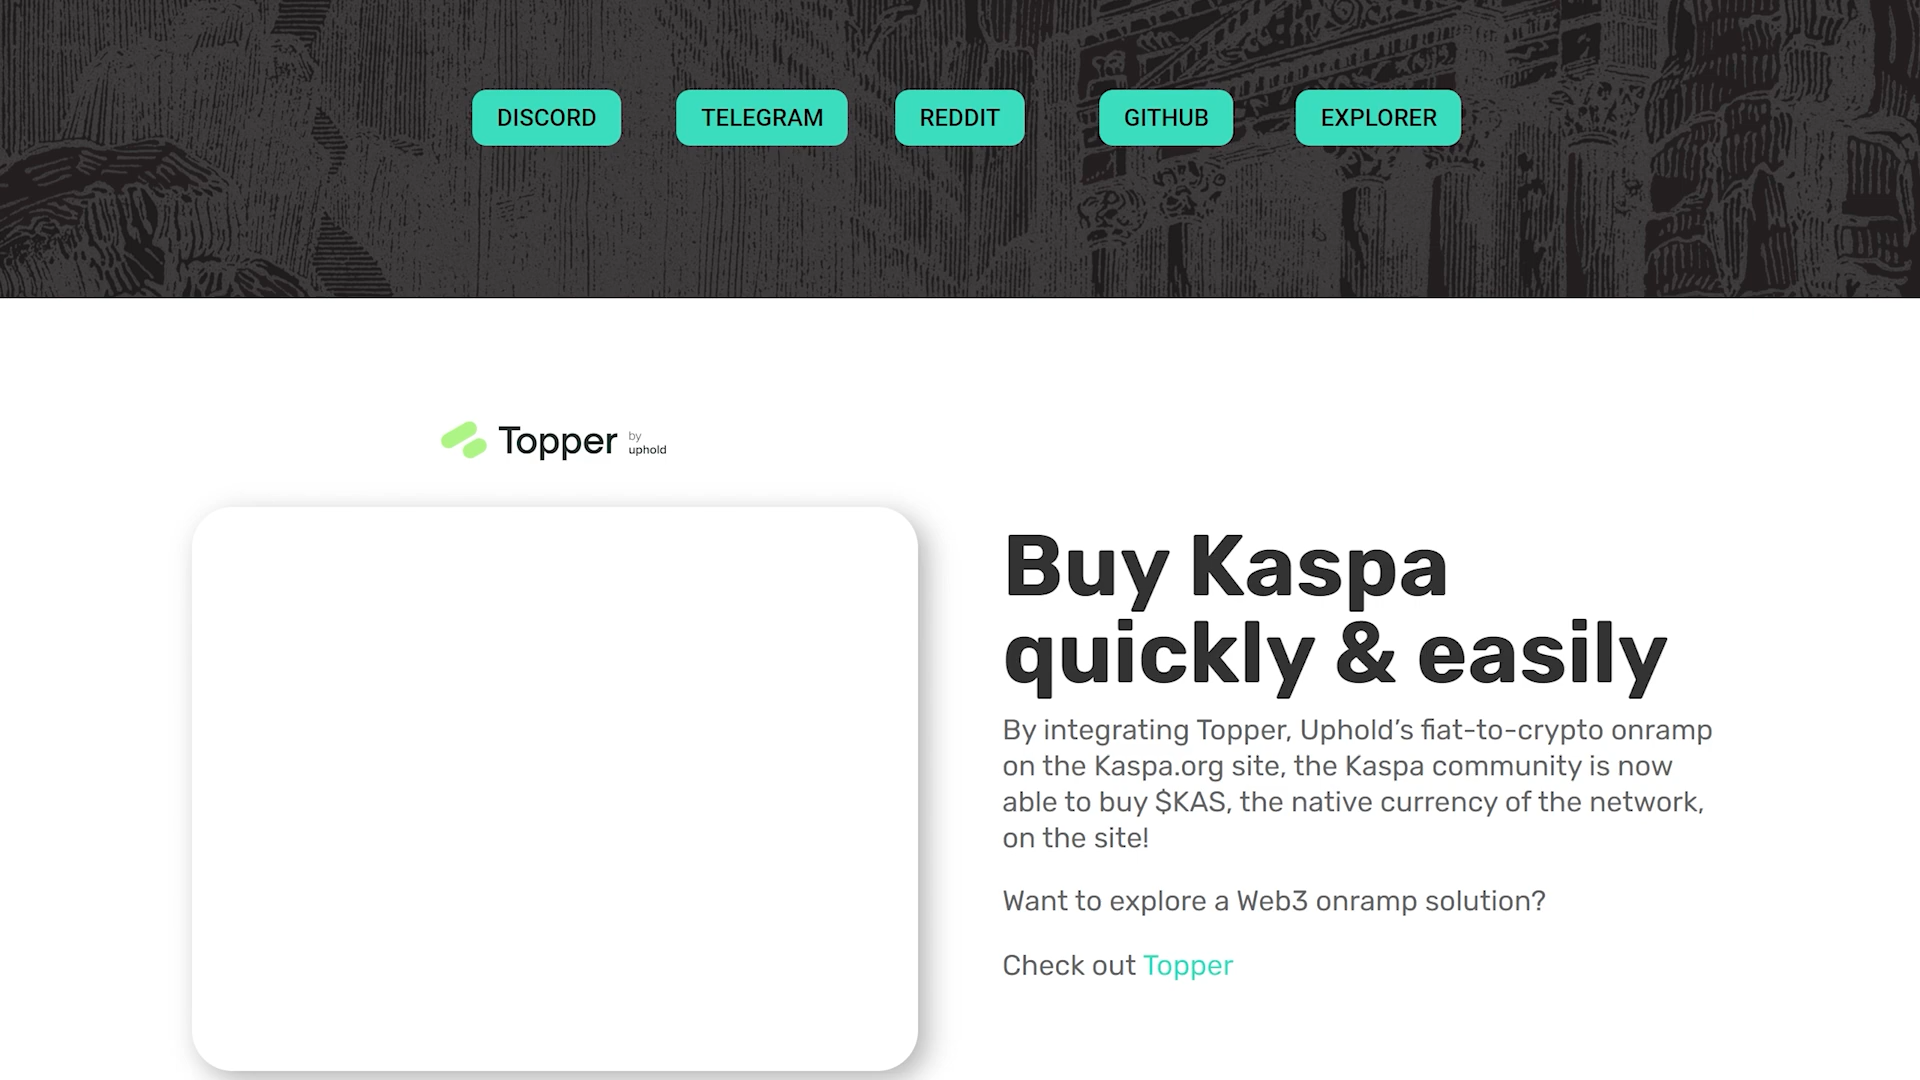 DISCORD TELEGRAM REDDIT GITHUB EXPLORER
Topper by uphold
Buy Kaspa
quickly & easily
By integrating Topper, Uphold’s fiat-to-crypto onramp
on the Kaspa.org site, the Kaspa community is now
able to buy $KAS, the native currency of the network,
on the site!
Want to explore a Web3 onramp solution?
Check out Topper